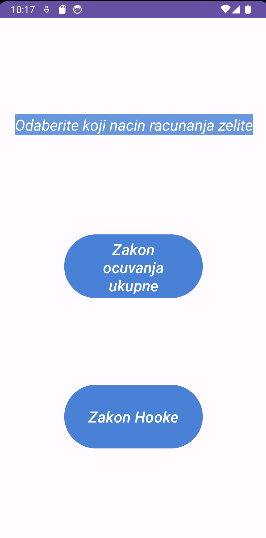 10:17
Odaberite koji nacin racunanja zelite
Zakon
ocuvanja
ukupne
Zakon Hooke